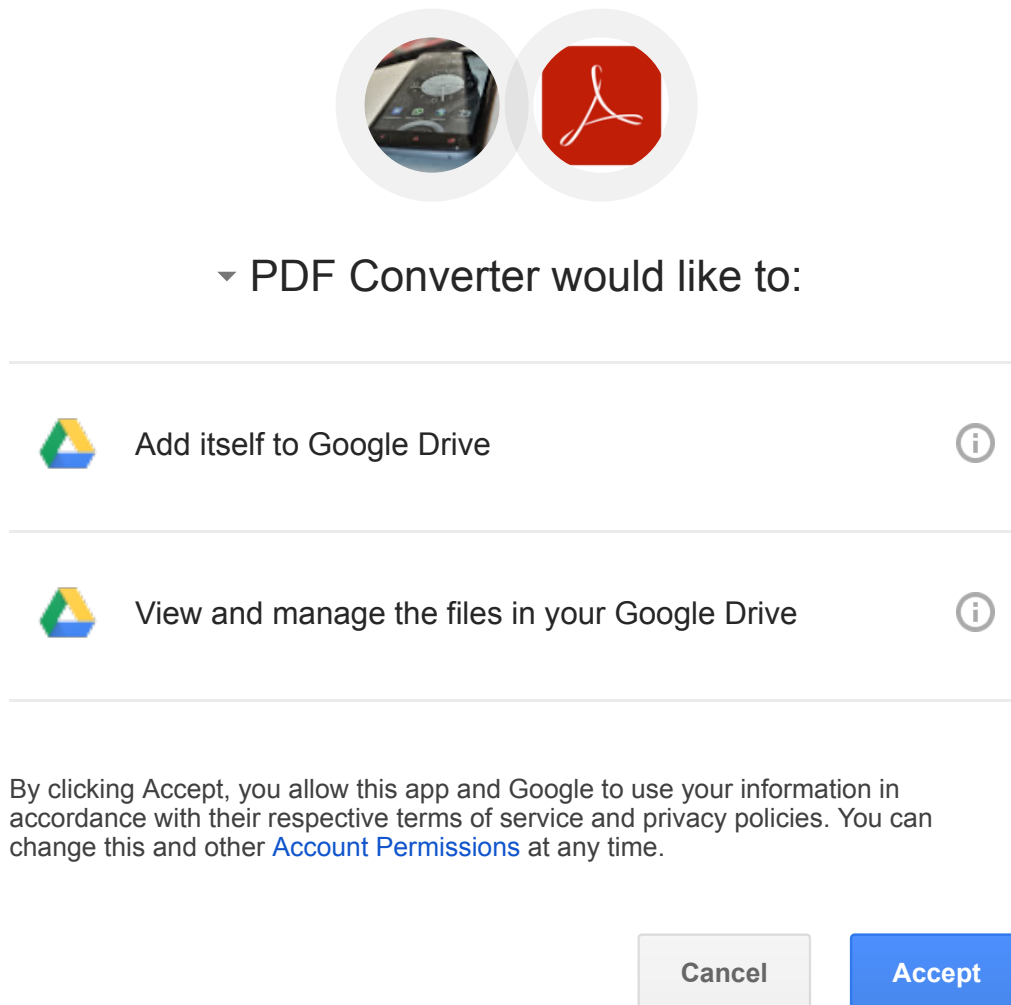 PDF Converter would like to:
Add itself to Google Drive
View and manage the files in your Google Drive
By clicking Accept, you allow this app and Google to use your information in
accordance with their respective terms of service and privacy policies. You can
change this and other Account Permissions at any time.
Cancel
Accept